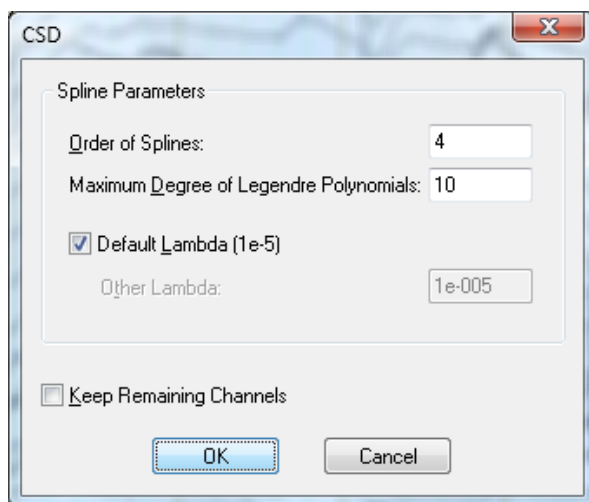 CSD
Spline Parameters
Order of Splines: 4
Maximum Degree of Legendre Polynomials: 10
Default Lambda (1e-5)
Other Lambda: 1e-005
Keep Remaining Channels
OK Cancel